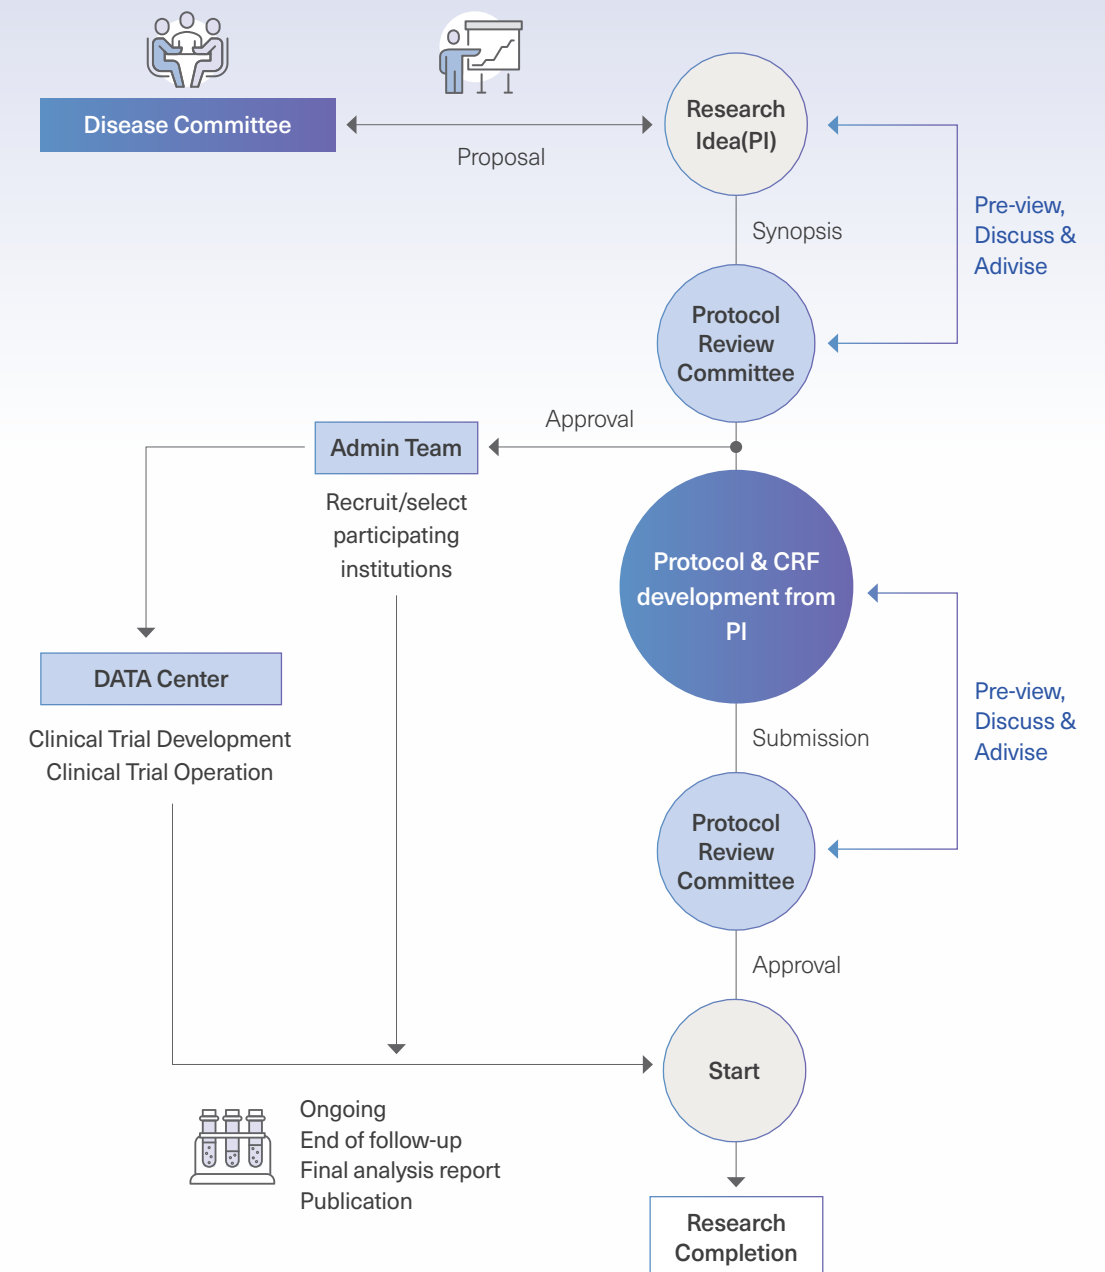 Disease Committee
Proposal
Research
Idea(PI)
Pre-view,
Discuss &
Adivise
Synopsis
Protocol
Review
Committee
Approval
Admin Team
Recruit/select
participating
institutions
Protocol & CRF
development from
PI
DATA Center
Clinical Trial Development
Clinical Trial Operation
Pre-view,
Discuss &
Adivise
Submission
Protocol
Review
Committee
Approval
Start
Ongoing
End of follow-up
Final analysis report
Publication
Research
Completion